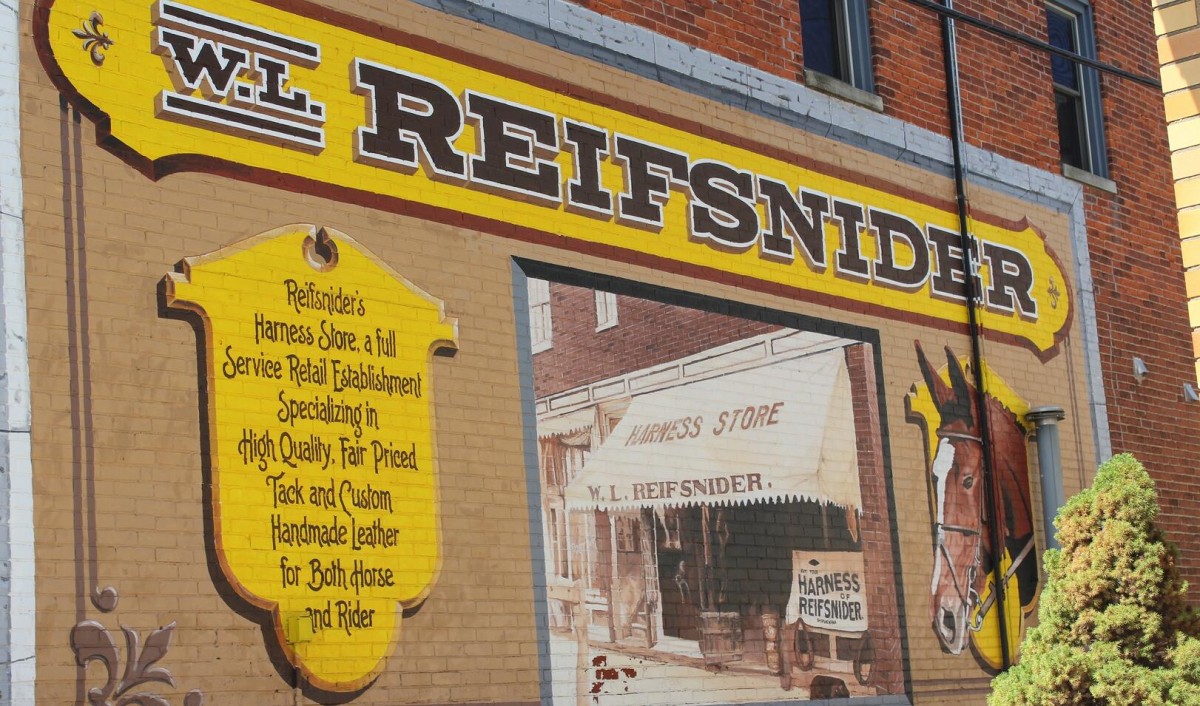 W.L. REIFSNIDER
Reifsnider's
Harness Store, a full
Service Retail Establishment
Specializing in
High Quality, Fair Priced
Tack and Custom
Handmade Leather
for Both Horse
and Rider
HARNESS STORE
W. L. REIFSNIDER.
HARNESS
OF
REIFSNIDER